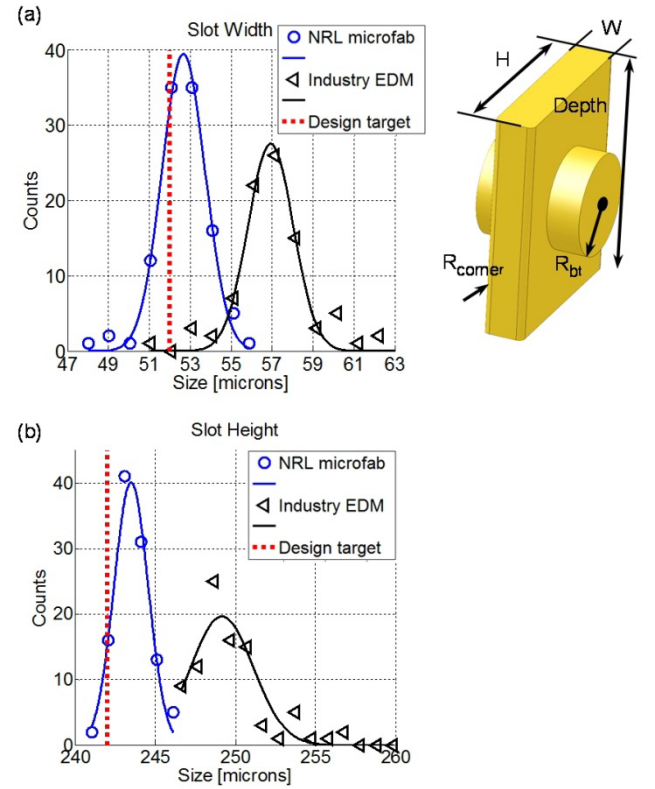 (a)
Slot Width
NRL microfab
Industry EDM
Design target
40
30
20
10
0
Counts
47 49 51 53 55 57 59 61 63
Size [microns]
H
W
Depth
Rcorner
Rbt
(b)
Slot Height
NRL microfab
Industry EDM
Design target
40
30
20
10
0
Counts
240 245 250 255 260
Size [microns]